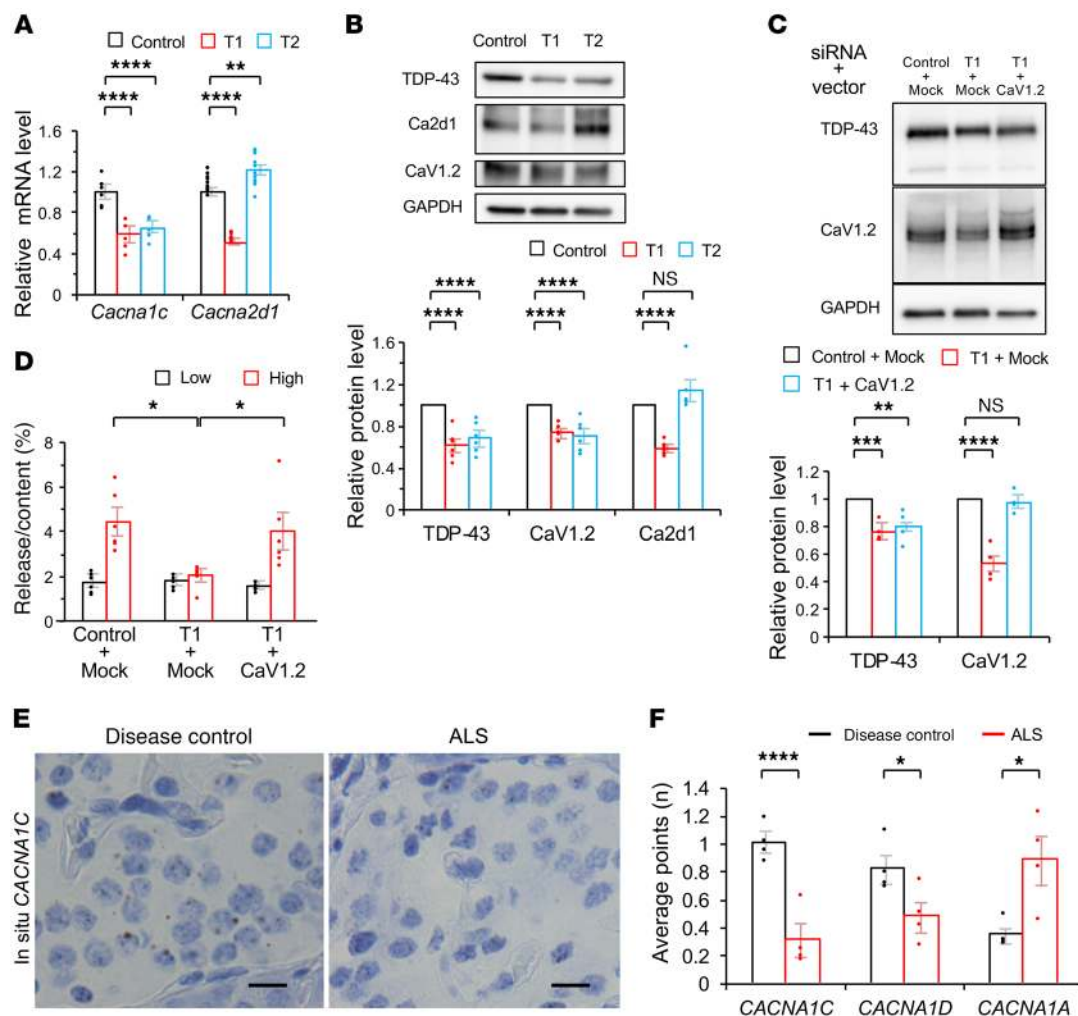 A
Control T1 T2
**** **
**** ****
Relative mRNA level
1.6
1.2
0.8
0.4
0
Cacna1c Cacna2d1
B
Control T1 T2
TDP-43
Ca2d1
CaV1.2
GAPDH
Control T1 T2
**** **** NS
**** **** ****
Relative protein level
1.6
1.2
0.8
0.4
0
TDP-43 CaV1.2 Ca2d1
C
siRNA
+
vector
Control
+
Mock
T1
+
Mock
T1
+
CaV1.2
TDP-43
CaV1.2
GAPDH
Control + Mock T1 + Mock
T1 + CaV1.2
** NS
*** ****
Relative protein level
1.2
1
0.8
0.6
0.4
0.2
0
TDP-43 CaV1.2
D
Low High
* *
Release/content (%)
8
6
4
2
0
Control
+
Mock
T1
+
Mock
T1
+
CaV1.2
E
Disease control ALS
In situ CACNA1C
F
Disease control ALS
**** * *
Average points (n)
1.4
1.2
1
0.8
0.6
0.4
0.2
0
CACNA1C CACNA1D CACNA1A